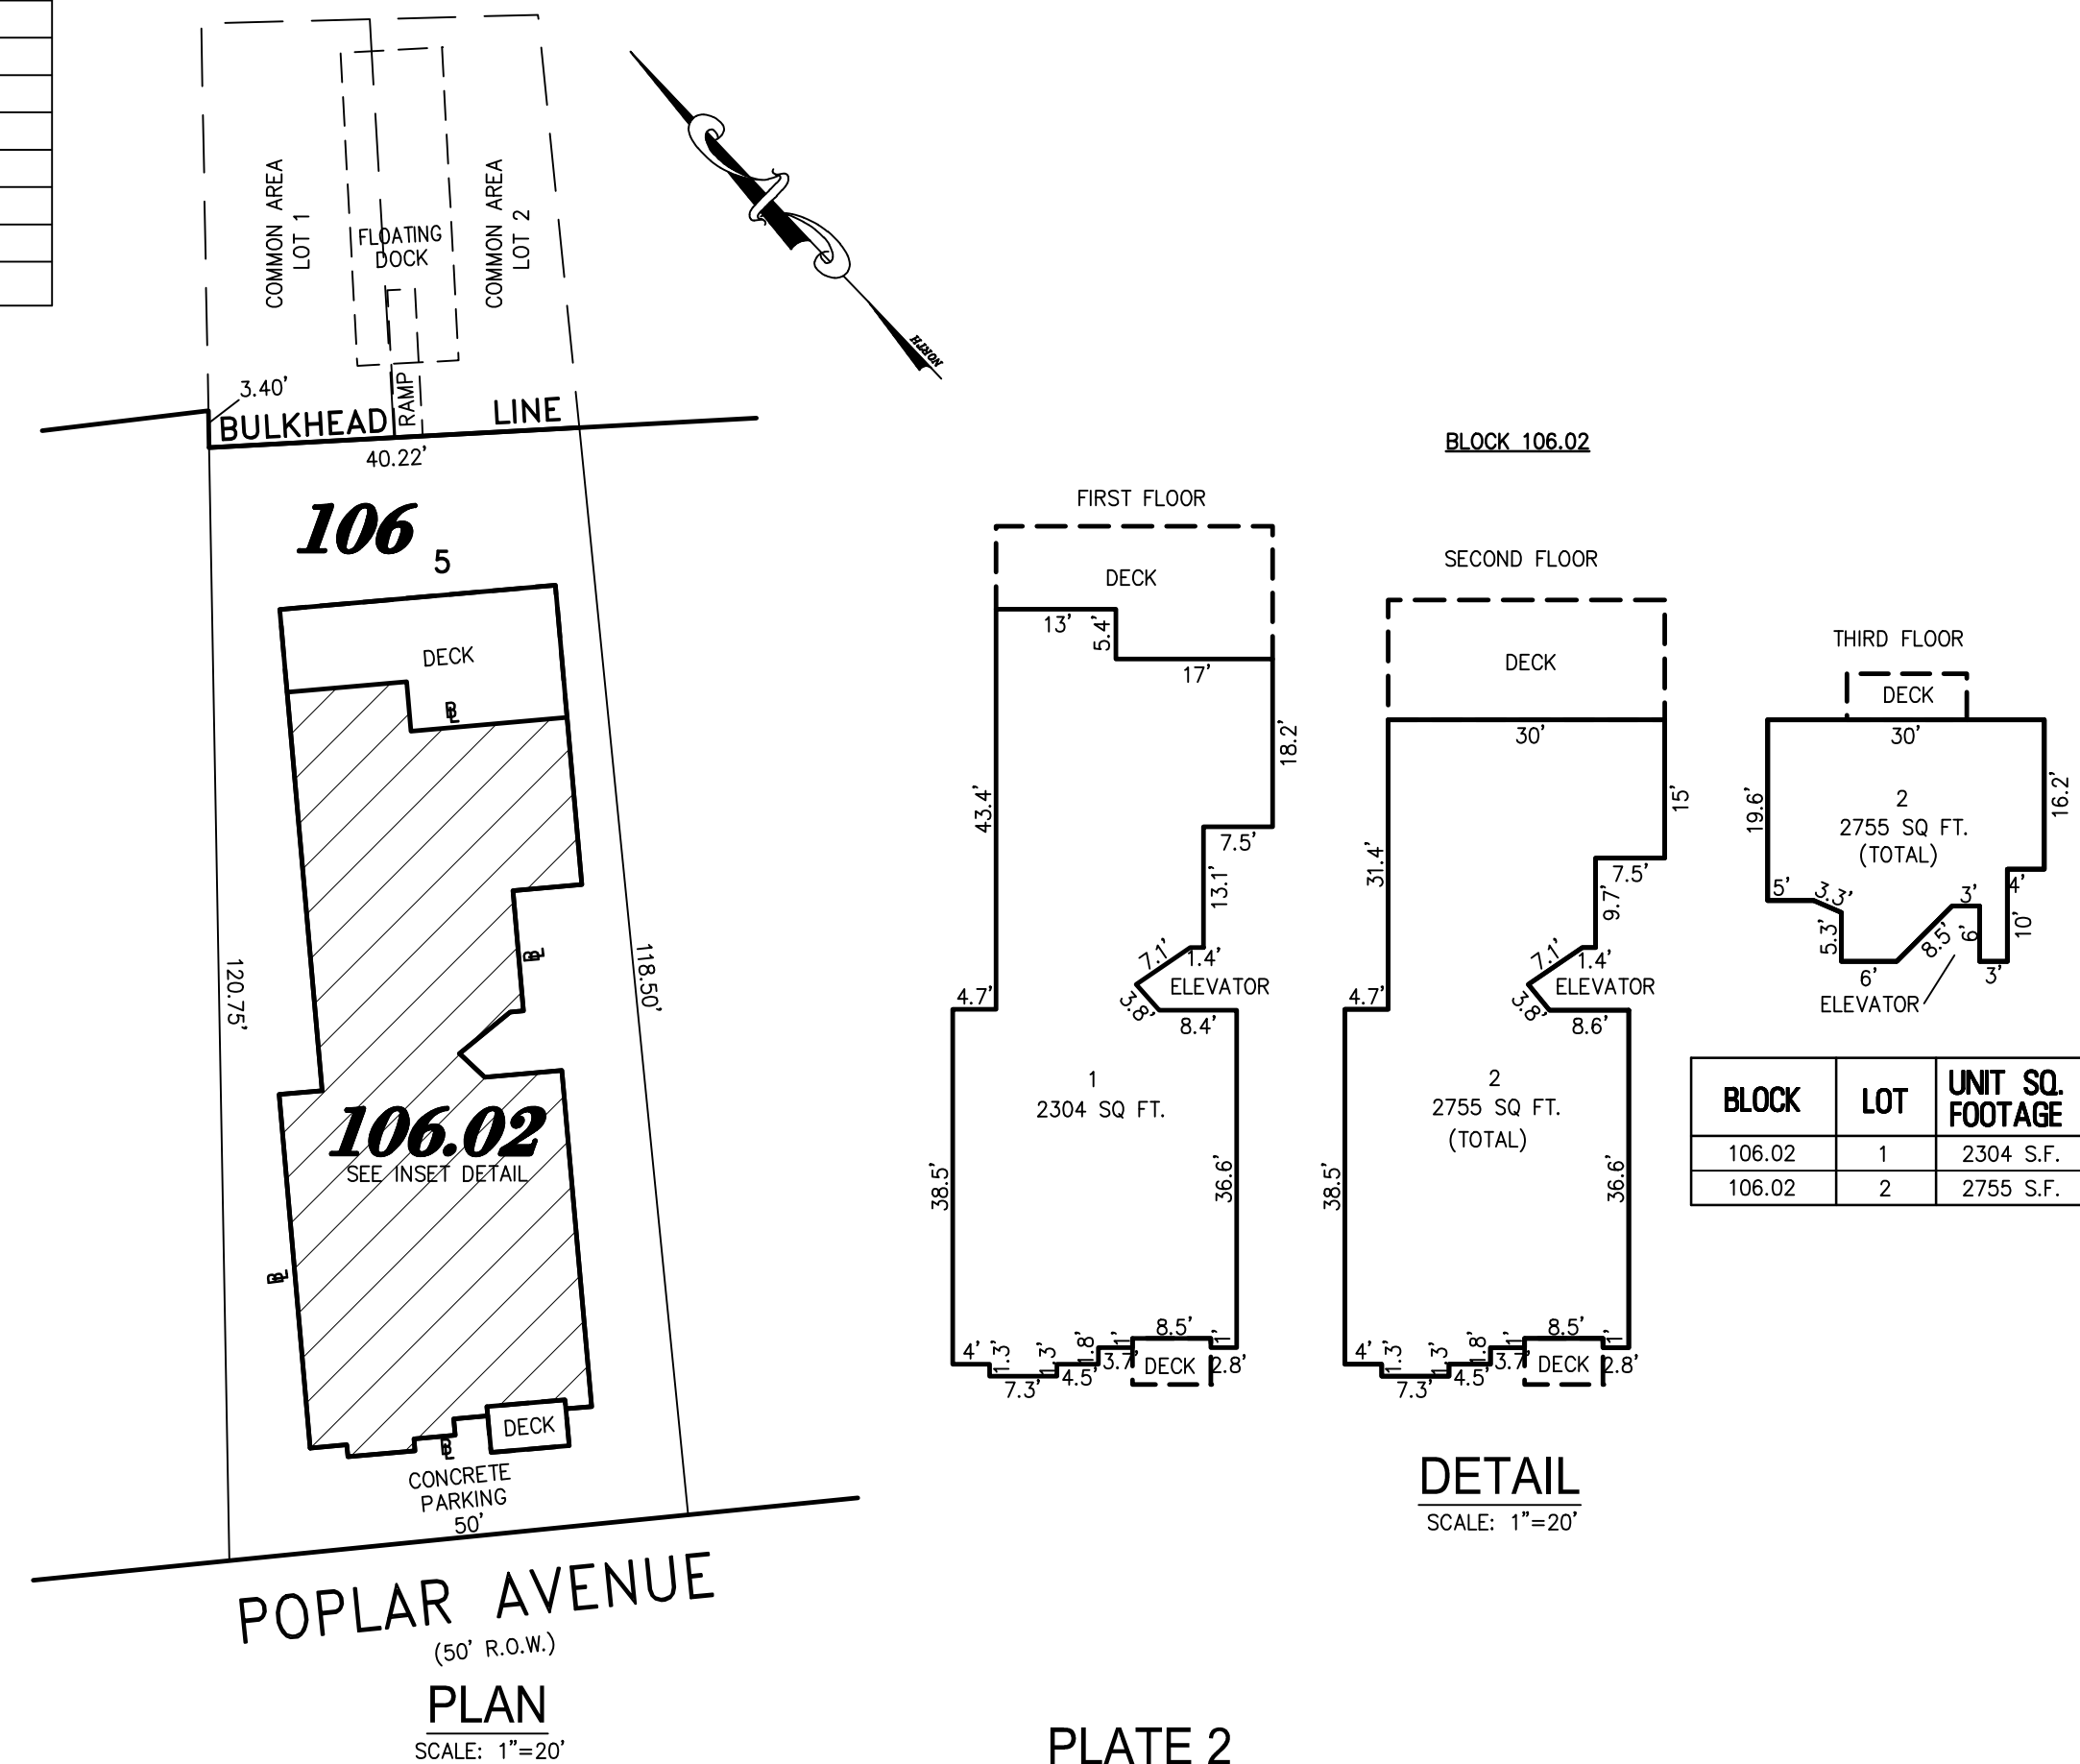 COMMON AREA
LOT 1
FLOATING
DOCK
COMMON AREA
LOT 2
NORTH
3.40'
RAMP
BULKHEAD LINE
40.22'
106
5
DECK
BL
BL
120.75'
118.50'
106.02
SEE INSET DETAIL
BL
BL
DECK
CONCRETE
PARKING
50'
POPLAR AVENUE
(50' R.O.W.)
PLAN
SCALE: 1"=20'
BLOCK 106.02
FIRST FLOOR
DECK
13'
5.4'
17'
18.2'
43.4'
7.5'
13.1'
7.1'
1.4'
ELEVATOR
3.8'
4.7'
8.4'
1
2304 SQ FT.
38.5'
36.6'
4'
1.3'
7.3'
1.3'
4.5'
1.8'
3.7'
1'
8.5'
DECK
1'
2.8'
SECOND FLOOR
DECK
30'
15'
31.4'
7.5'
9.7'
7.1'
1.4'
ELEVATOR
3.8'
4.7'
8.6'
2
2755 SQ FT.
(TOTAL)
38.5'
36.6'
4'
1.3'
7.3'
1.3'
4.5'
1.8'
3.7'
1'
8.5'
DECK
1'
2.8'
THIRD FLOOR
DECK
30'
19.6'
16.2'
2
2755 SQ FT.
(TOTAL)
5'
3.3'
5.3'
6'
8.5'
3'
6'
3'
10'
4'
ELEVATOR
BLOCK LOT UNIT SQ. FOOTAGE
106.02 1 2304 S.F.
106.02 2 2755 S.F.
DETAIL
SCALE: 1"=20'
PLATE 2